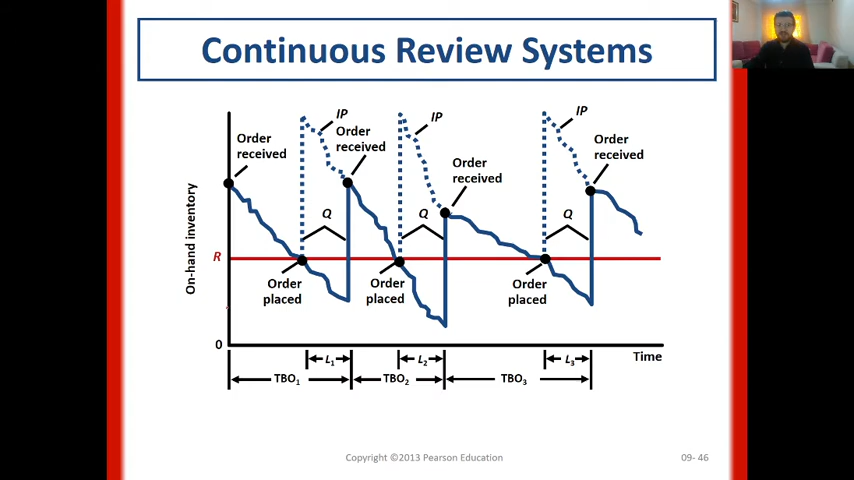 Continuous Review Systems
IP
IP
IP
Order
received
Order
received
Order
received
Order
received
On-hand inventory
Q
Q
Q
R
Order
placed
Order
placed
Order
placed
0
Time
L1
L2
L3
TBO1
TBO2
TBO3
Copyright ©2013 Pearson Education
09- 46